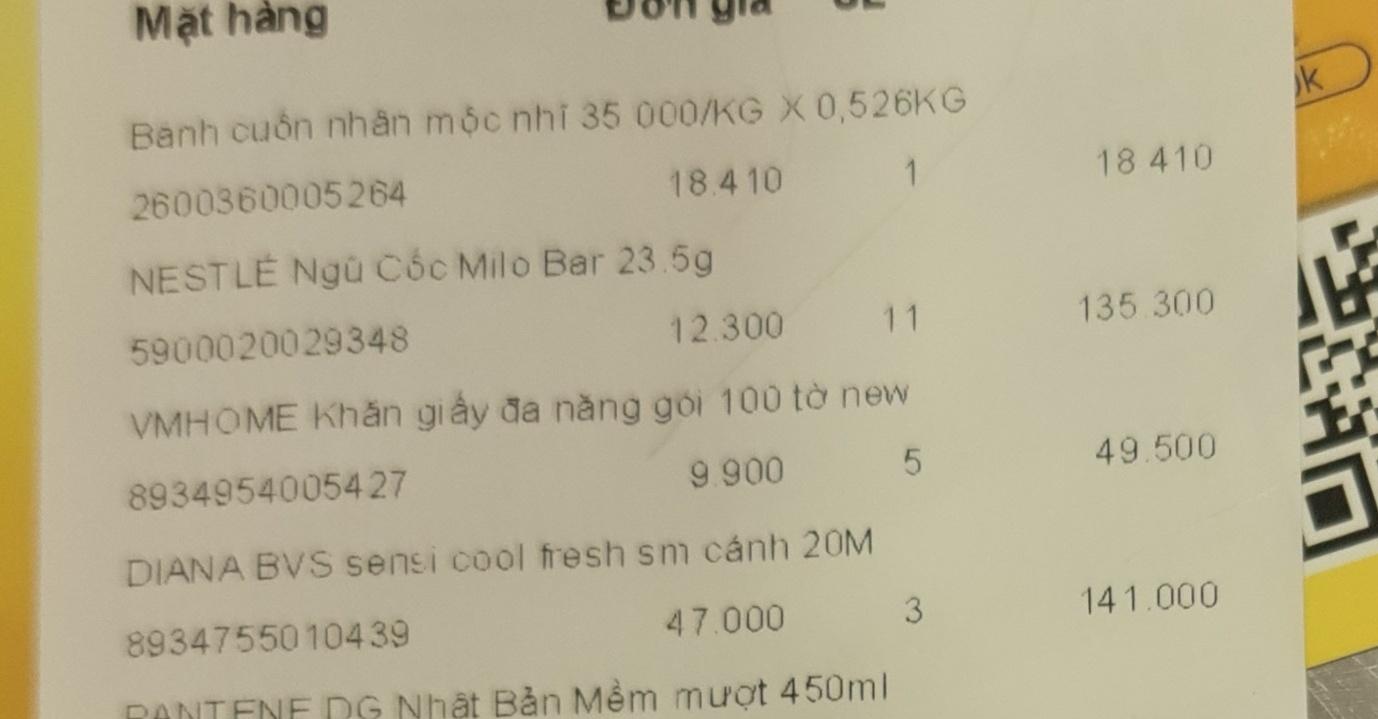 Mặt hàng Đơn giá SL
Bánh cuốn nhân mộc nhĩ 35 000/KG X 0,526KG
2600360005264 18.410 1 18 410
NESTLÉ Ngũ Cốc Milo Bar 23.5g
5900020029348 12.300 11 135.300
VMHOME Khăn giấy đa năng gói 100 tờ new
8934954005427 9.900 5 49.500
DIANA BVS sensi cool fresh sm cánh 20M
8934755010439 47.000 3 141.000
PANTENE DG Nhật Bản Mềm mượt 450ml